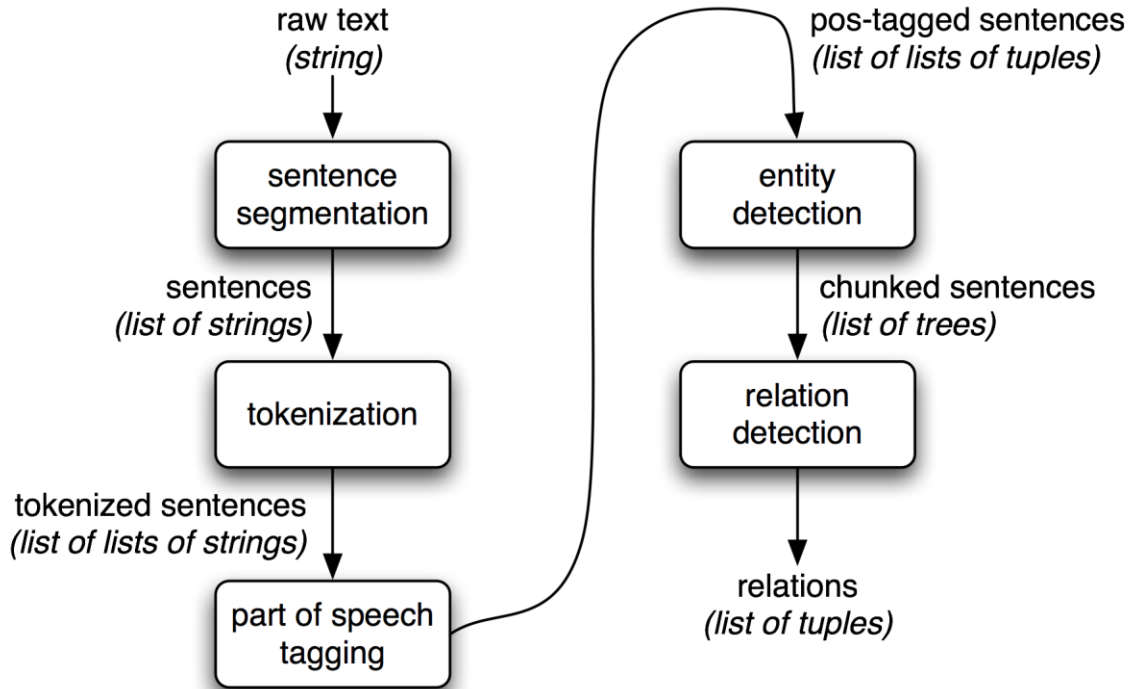 raw text
(string)
sentence
segmentation
sentences
(list of strings)
tokenization
tokenized sentences
(list of lists of strings)
part of speech
tagging
pos-tagged sentences
(list of lists of tuples)
entity
detection
chunked sentences
(list of trees)
relation
detection
relations
(list of tuples)